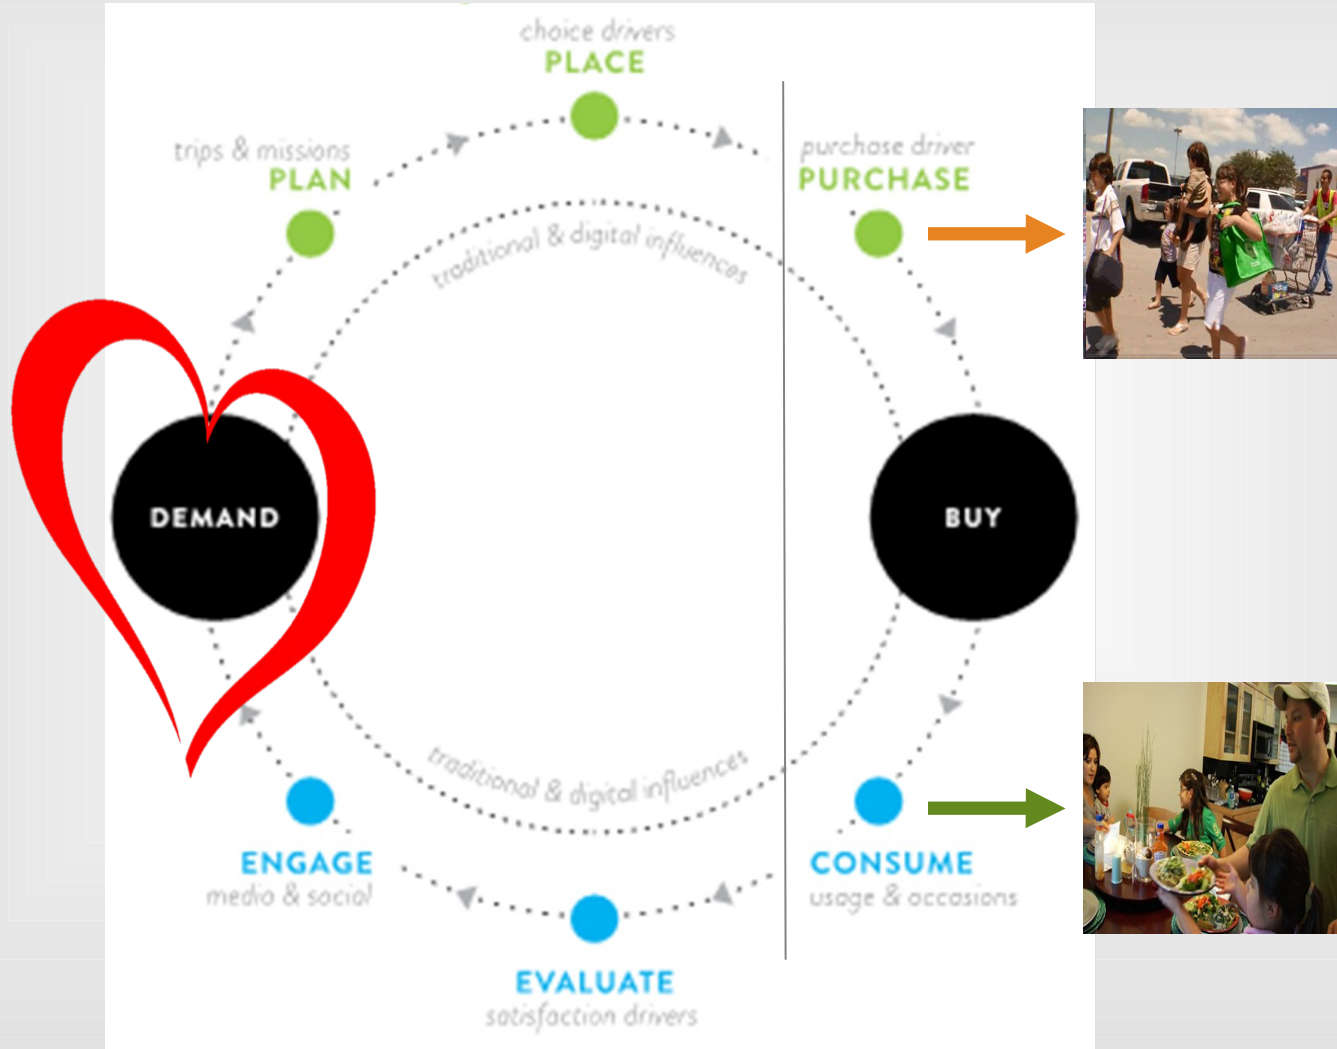 choice drivers
PLACE
trips & missions
PLAN
purchase driver
PURCHASE
traditional & digital influences
DEMAND
BUY
traditional & digital influences
ENGAGE
media & social
CONSUME
usage & occasions
EVALUATE
satisfaction drivers